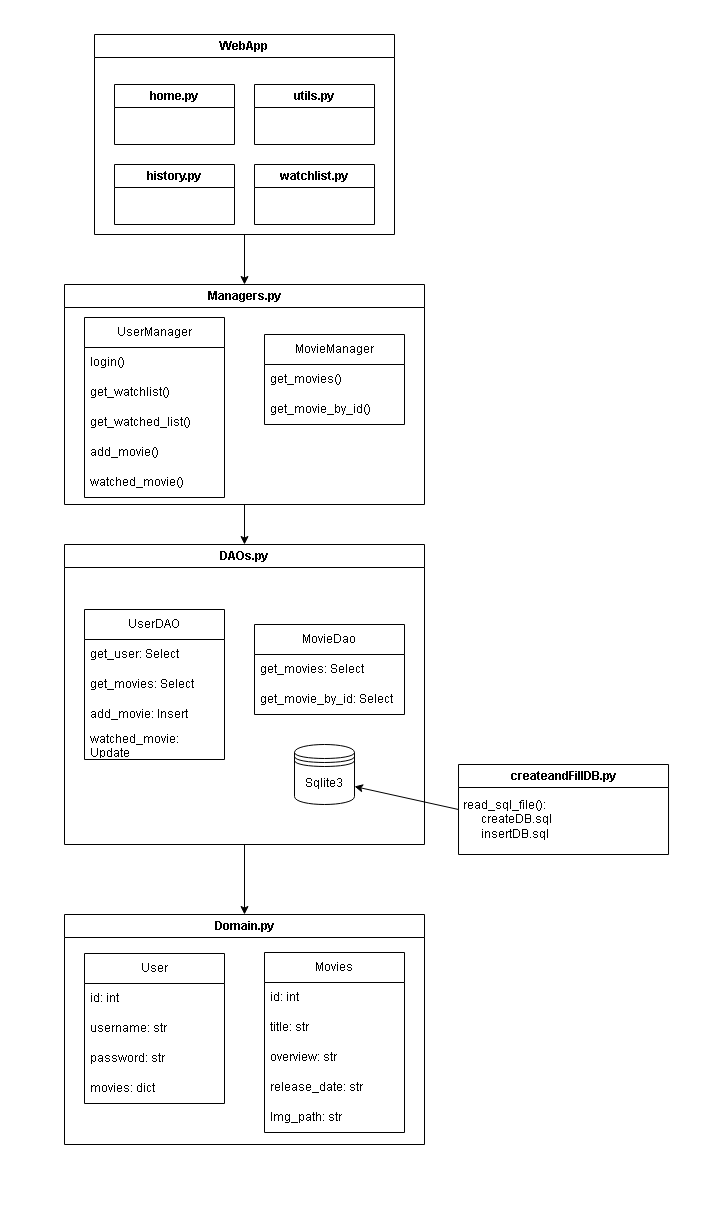 WebApp
home.py
utils.py
history.py
watchlist.py
Managers.py
UserManager
login()
get_watchlist()
get_watched_list()
add_movie()
watched_movie()
MovieManager
get_movies()
get_movie_by_id()
DAOs.py
UserDAO
get_user: Select
get_movies: Select
add_movie: Insert
watched_movie:
Update
MovieDao
get_movies: Select
get_movie_by_id: Select
Sqlite3
createandFillDB.py
read_sql_file():
createDB.sql
insertDB.sql
Domain.py
User
id: int
username: str
password: str
movies: dict
Movies
id: int
title: str
overview: str
release_date: str
Img_path: str